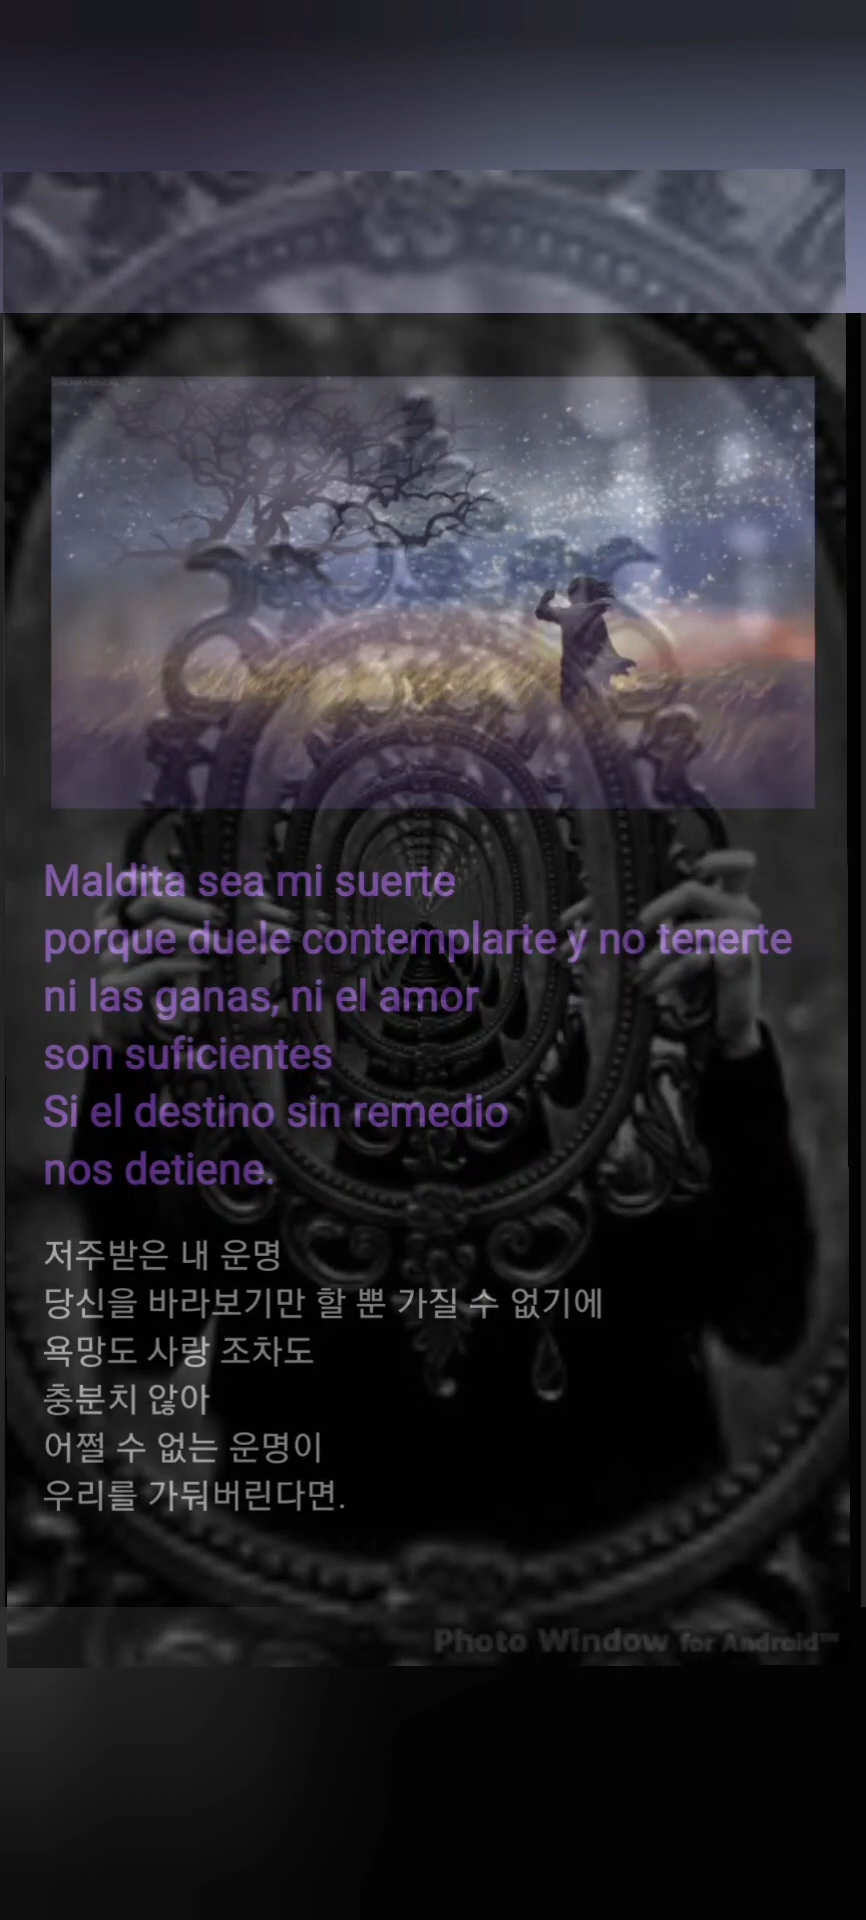 Maldita sea mi suerte
porque duele contemplarte y no tenerte
ni las ganas, ni el amor
son suficientes
Si el destino sin remedio
nos detiene.
저주받은 내 운명
당신을 바라보기만 할 뿐 가질 수 없기에
욕망도 사랑 조차도
충분치 않아
어쩔 수 없는 운명이
우리를 가둬버린다면.
Photo Window for Android™